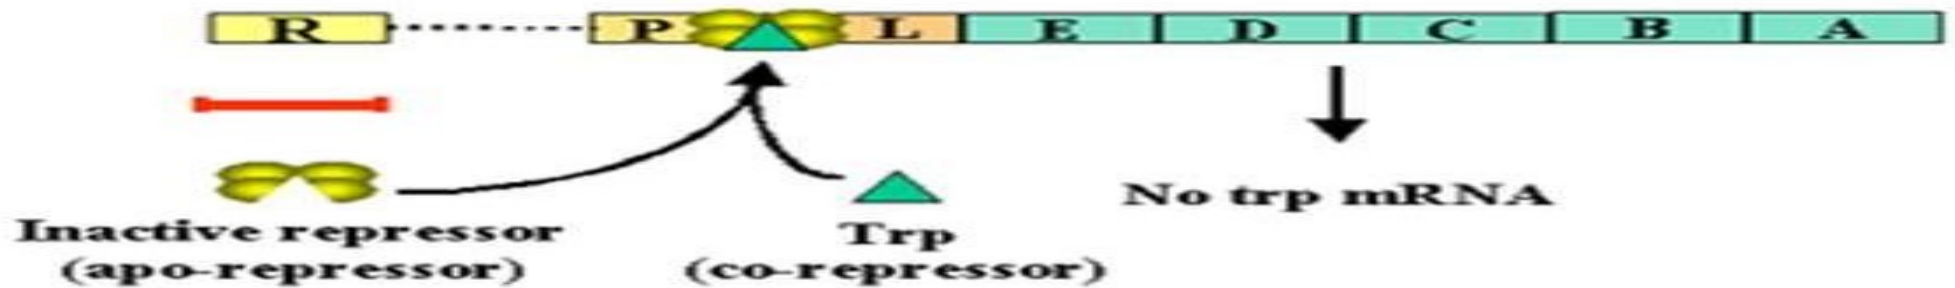 R P L E D C B A
No trp mRNA
Inactive repressor
(apo-repressor)
Trp
(co-repressor)